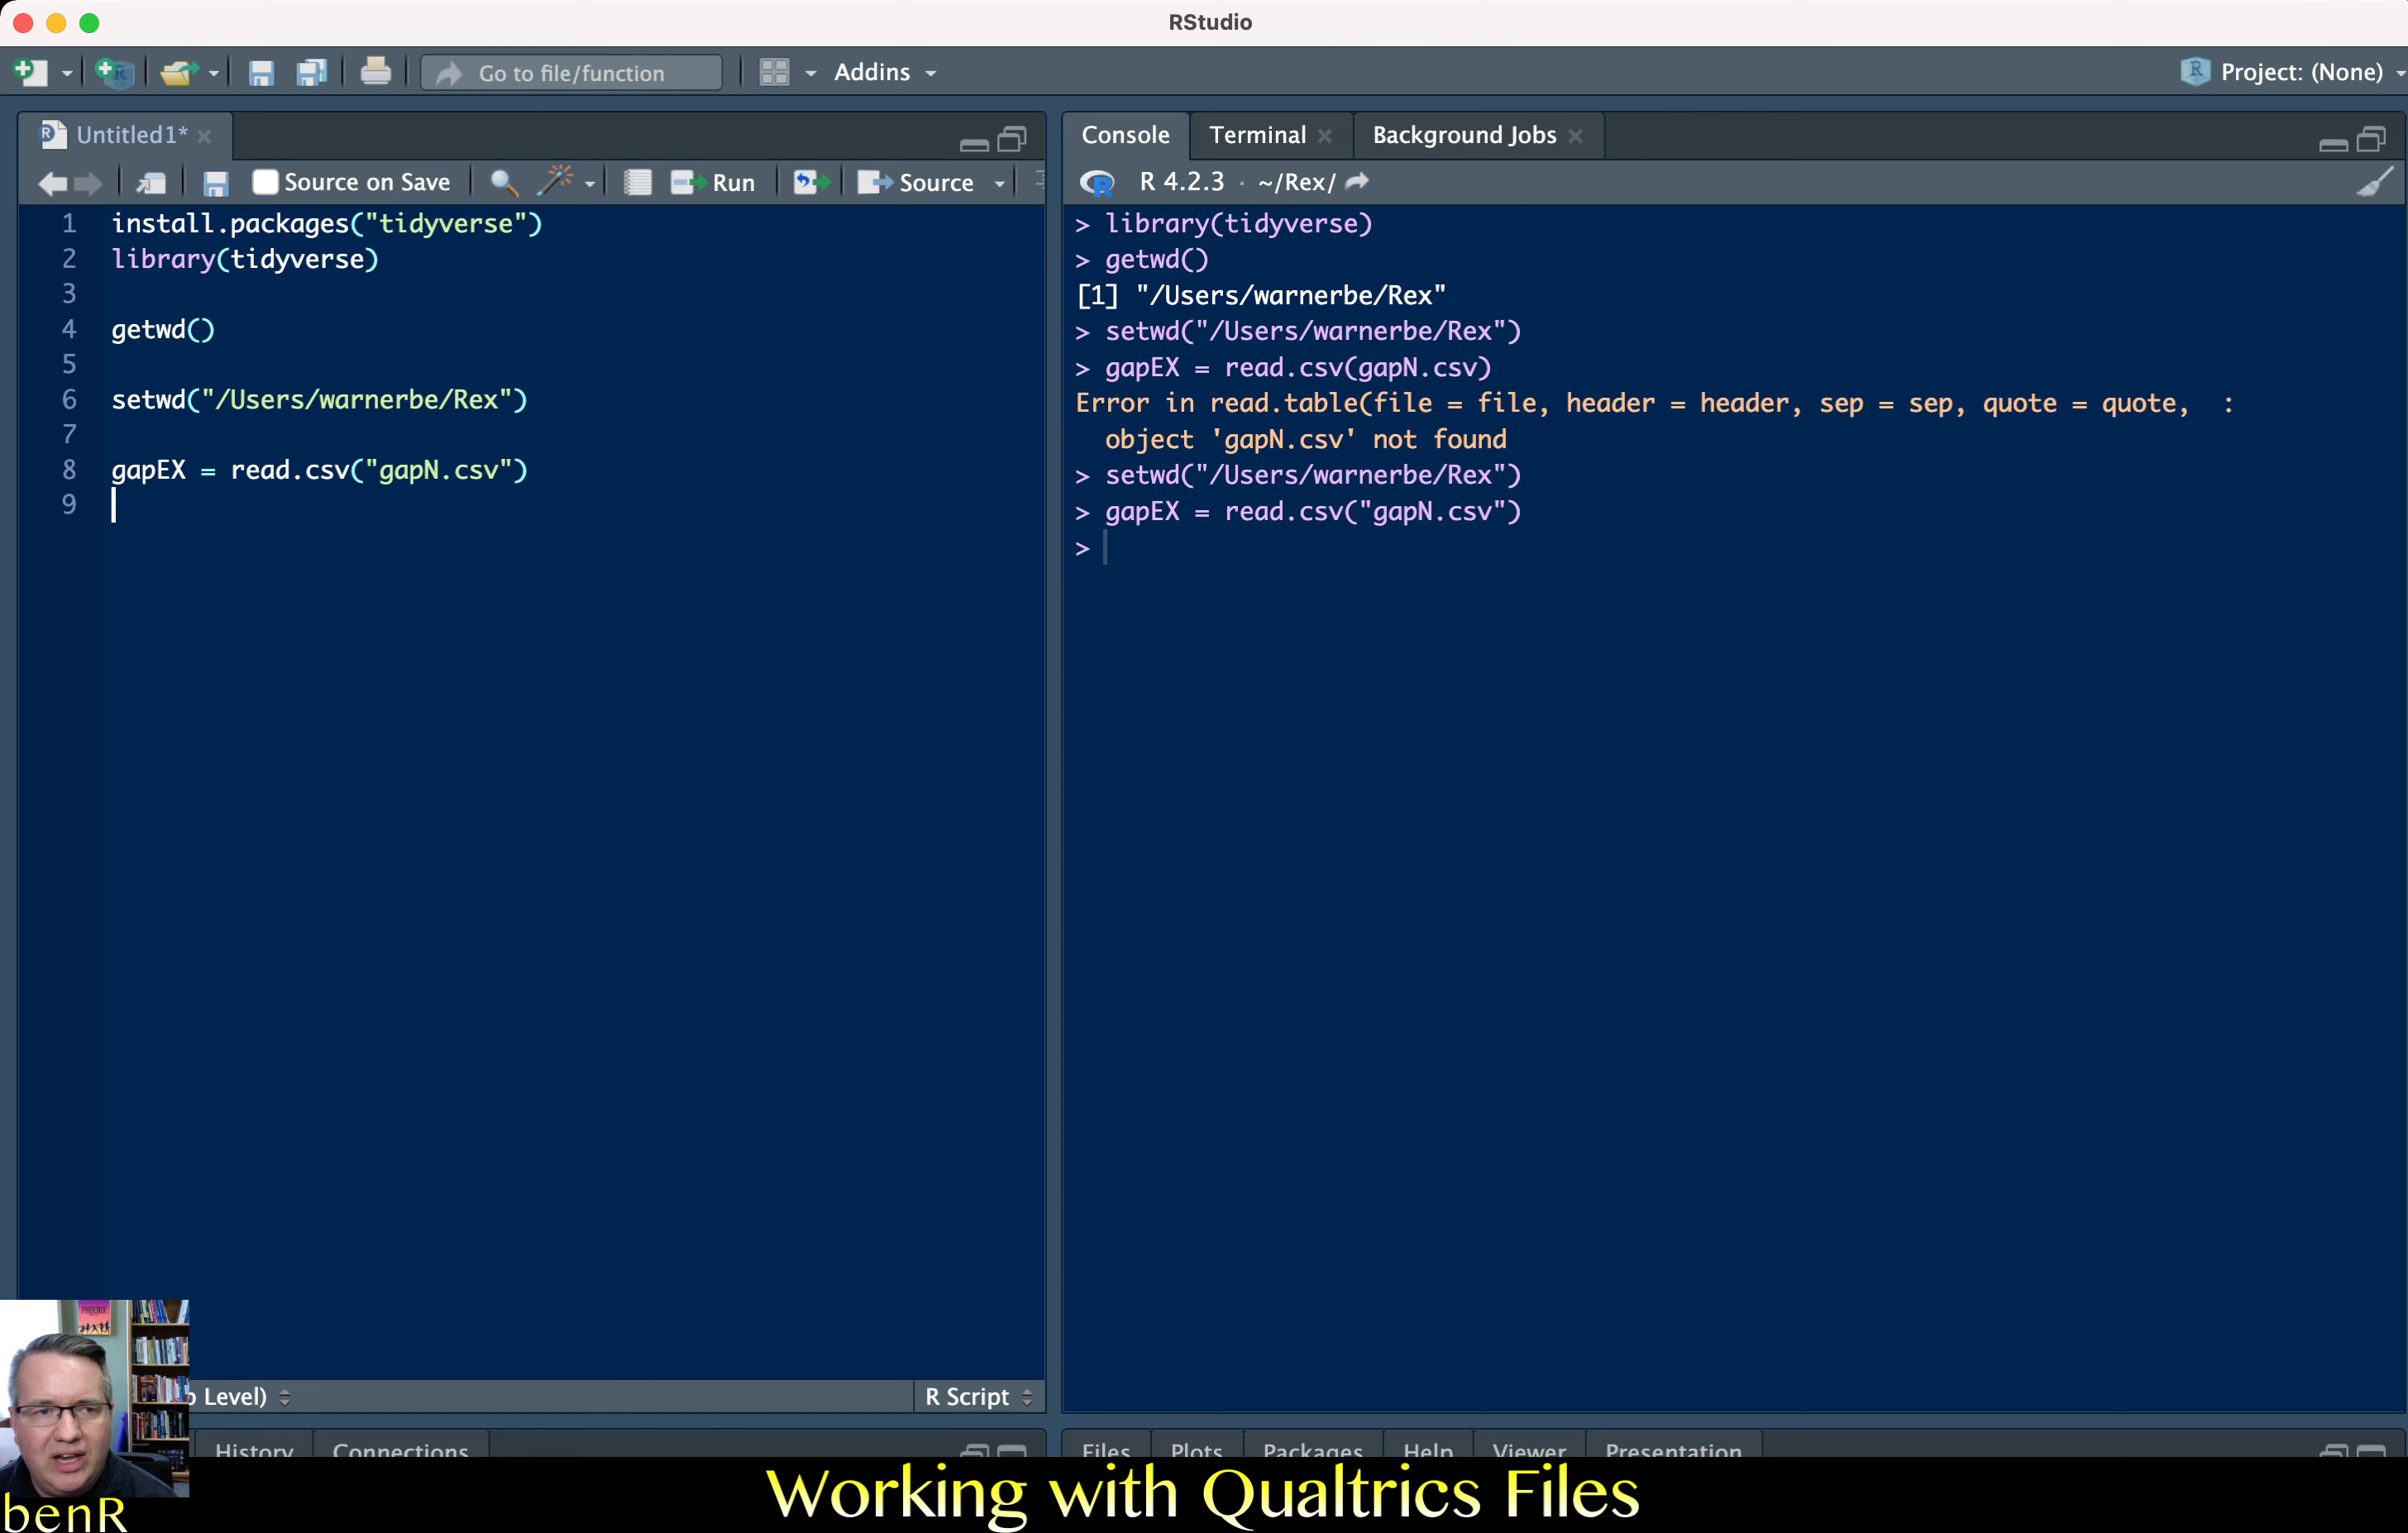 RStudio
Go to file/function
Addins
Project: (None)
Untitled1*
Source on Save
Run
Source
1 install.packages("tidyverse")
2 library(tidyverse)
3
4 getwd()
5
6 setwd("/Users/warnerbe/Rex")
7
8 gapEX = read.csv("gapN.csv")
9
Level)
R Script
History
Connections
Console
Terminal
Background Jobs
R 4.2.3 · ~/Rex/
> library(tidyverse)
> getwd()
[1] "/Users/warnerbe/Rex"
> setwd("/Users/warnerbe/Rex")
> gapEX = read.csv(gapN.csv)
Error in read.table(file = file, header = header, sep = sep, quote = quote,  :
  object 'gapN.csv' not found
> setwd("/Users/warnerbe/Rex")
> gapEX = read.csv("gapN.csv")
>
Files
Plots
Packages
Help
Viewer
Presentation
PHOENIX
benR
Working with Qualtrics Files